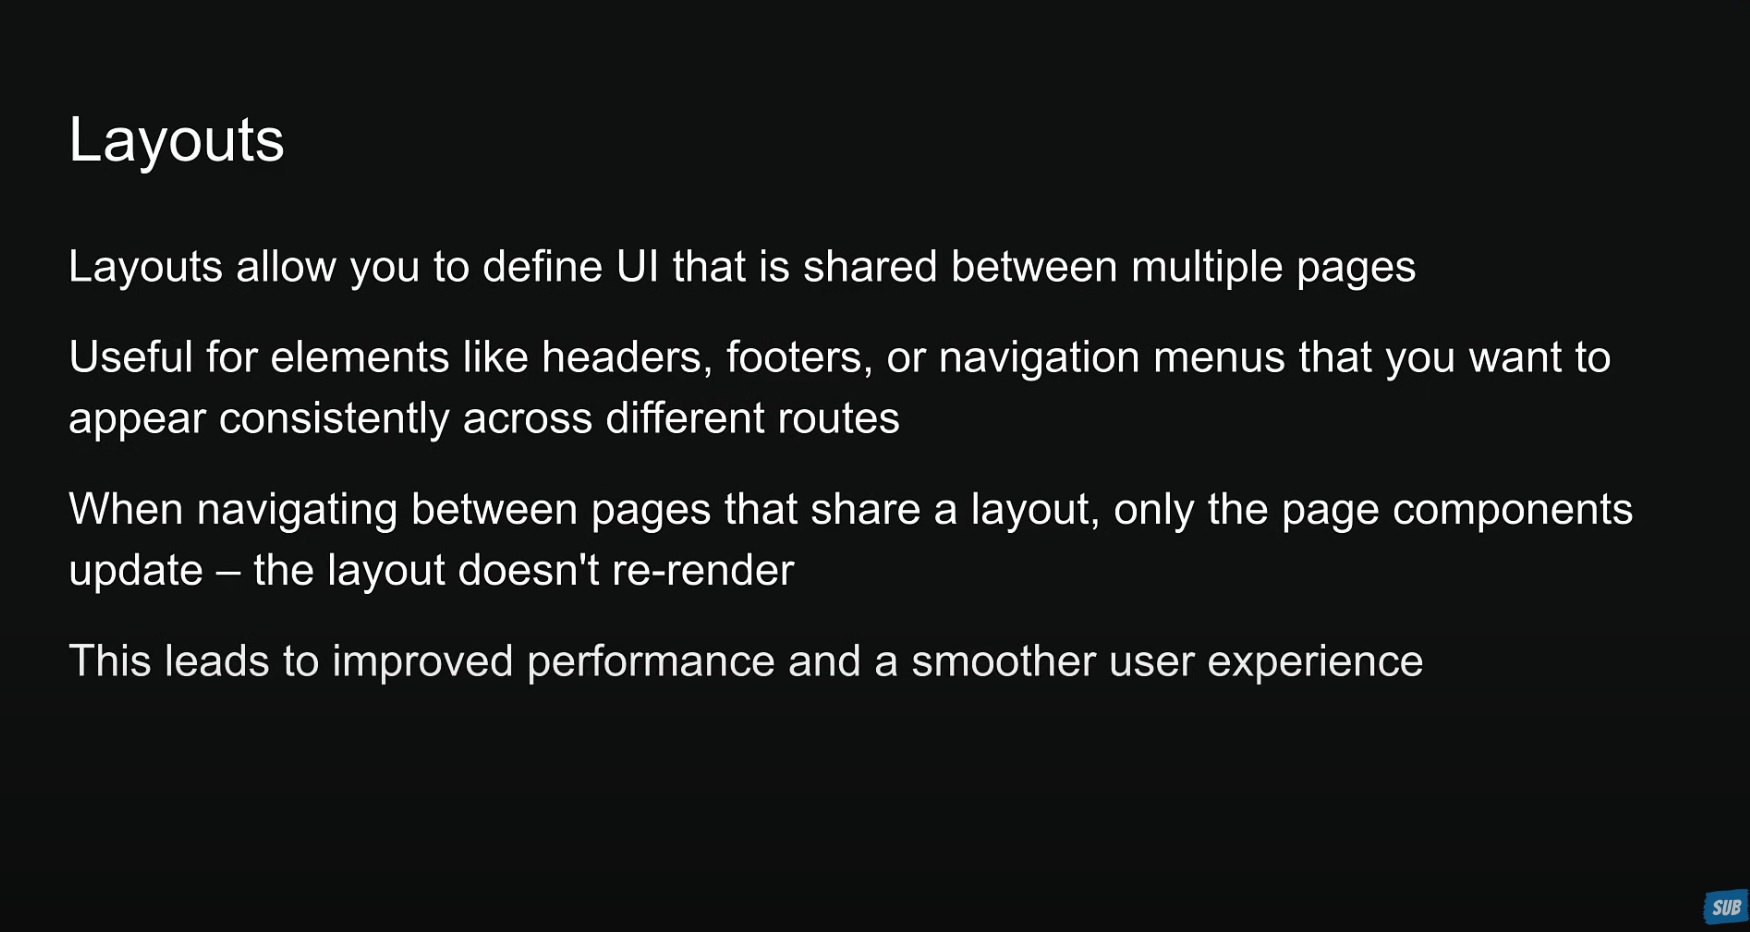 Layouts
Layouts allow you to define UI that is shared between multiple pages
Useful for elements like headers, footers, or navigation menus that you want to
appear consistently across different routes
When navigating between pages that share a layout, only the page components
update – the layout doesn't re-render
This leads to improved performance and a smoother user experience
SUB